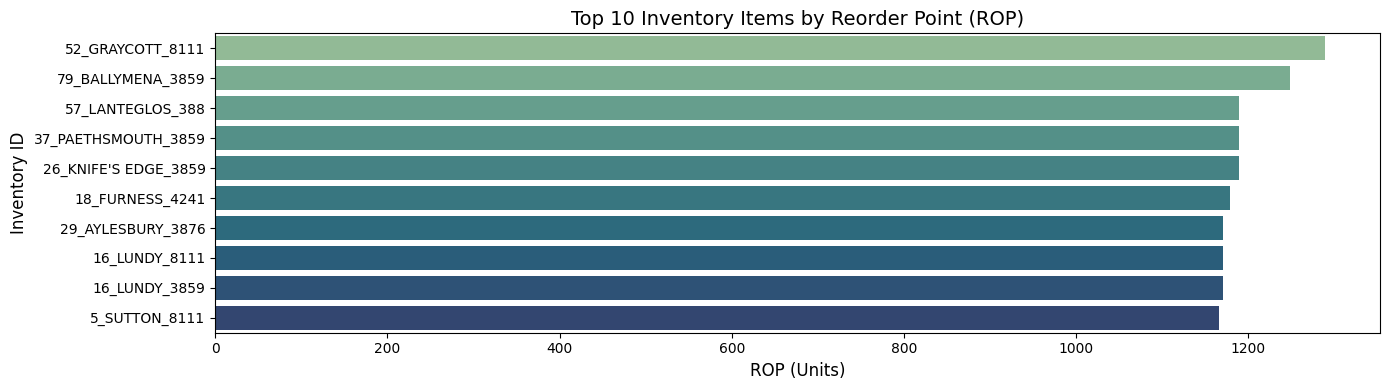 Top 10 Inventory Items by Reorder Point (ROP)
Inventory ID
52_GRAYCOTT_8111
79_BALLYMENA_3859
57_LANTEGLOS_388
37_PAETHSMOUTH_3859
26_KNIFE'S EDGE_3859
18_FURNESS_4241
29_AYLESBURY_3876
16_LUNDY_8111
16_LUNDY_3859
5_SUTTON_8111
0 200 400 600 800 1000 1200
ROP (Units)